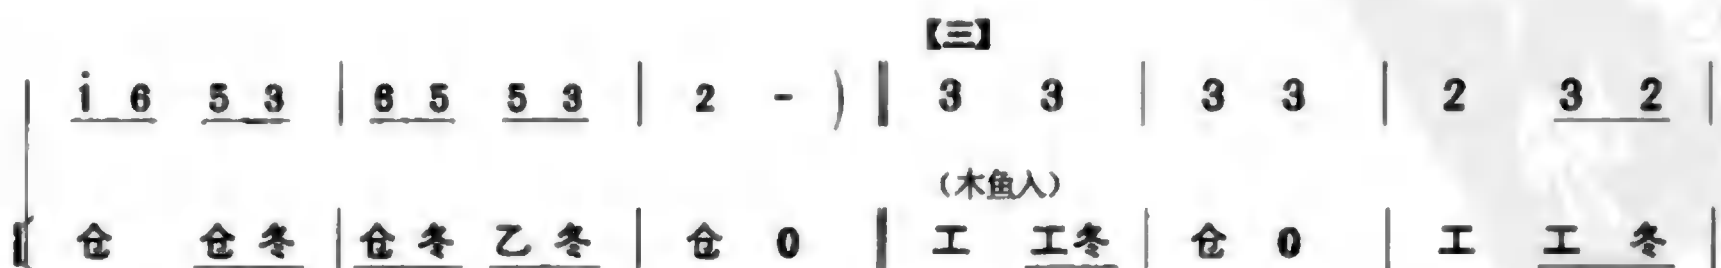 【三】
i 6 5 3 | 6 5 5 3 | 2 - ) ‖ 3 3 | 3 3 | 2 3 2 |
(木鱼入)
仓 仓 冬 | 仓 冬 乙 冬 | 仓 0 ‖ 工 工冬 | 仓 0 | 工 工 冬 |